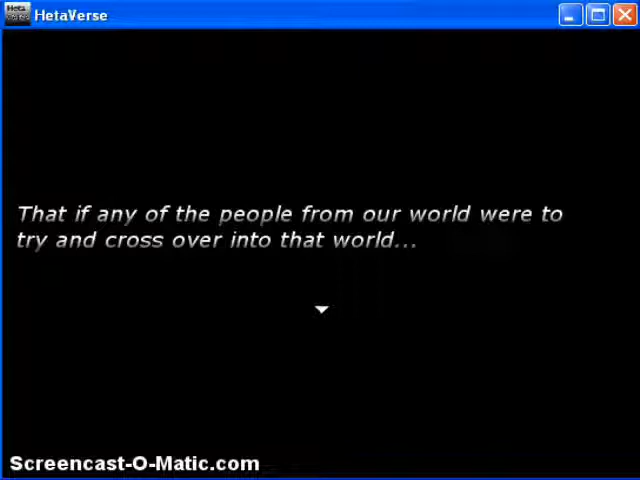 HetaVerse
That if any of the people from our world were to
try and cross over into that world...
Screencast-O-Matic.com